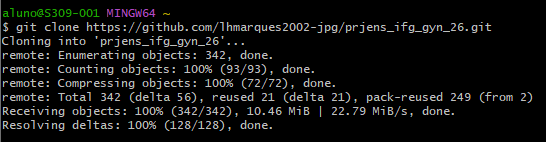 aluno@S309-001 MINGW64 ~
$ git clone https://github.com/lhmarques2002-jpg/prjens_ifg_gyn_26.git
Cloning into 'prjens_ifg_gyn_26'...
remote: Enumerating objects: 342, done.
remote: Counting objects: 100% (93/93), done.
remote: Compressing objects: 100% (72/72), done.
remote: Total 342 (delta 56), reused 21 (delta 21), pack-reused 249 (from 2)
Receiving objects: 100% (342/342), 10.46 MiB | 22.79 MiB/s, done.
Resolving deltas: 100% (128/128), done.